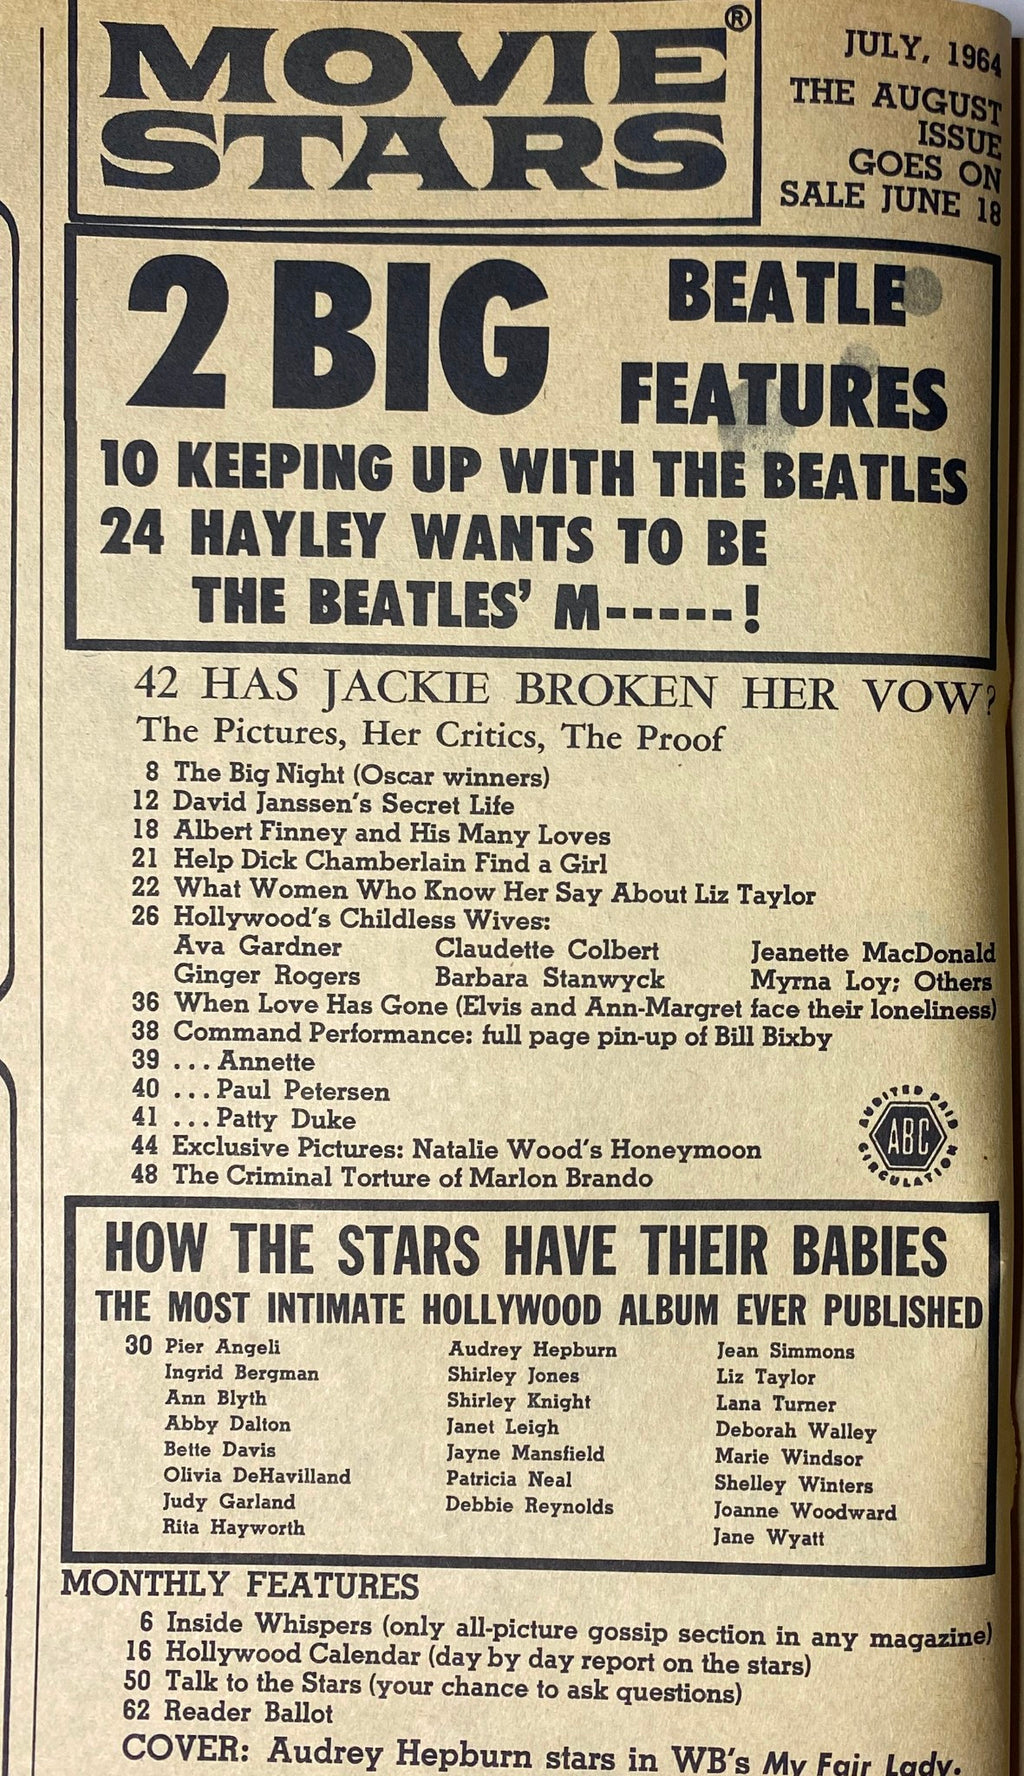 MOVIE
STARS®
JULY, 1964
THE AUGUST
ISSUE
GOES ON
SALE JUNE 18
2 BIG BEATLE
FEATURES
10 KEEPING UP WITH THE BEATLES
24 HAYLEY WANTS TO BE
THE BEATLES' M-----!
42 HAS JACKIE BROKEN HER VOW?
The Pictures, Her Critics, The Proof
8 The Big Night (Oscar winners)
12 David Janssen's Secret Life
18 Albert Finney and His Many Loves
21 Help Dick Chamberlain Find a Girl
22 What Women Who Know Her Say About Liz Taylor
26 Hollywood's Childless Wives:
Ava Gardner Claudette Colbert Jeanette MacDonald
Ginger Rogers Barbara Stanwyck Myrna Loy; Others
36 When Love Has Gone (Elvis and Ann-Margret face their loneliness)
38 Command Performance: full page pin-up of Bill Bixby
39 ... Annette
40 ... Paul Petersen
41 ... Patty Duke
44 Exclusive Pictures: Natalie Wood's Honeymoon
48 The Criminal Torture of Marlon Brando
AUDITED PAID
ABC
CIRCULATION
HOW THE STARS HAVE THEIR BABIES
THE MOST INTIMATE HOLLYWOOD ALBUM EVER PUBLISHED
30 Pier Angeli
Ingrid Bergman
Ann Blyth
Abby Dalton
Bette Davis
Olivia DeHavilland
Judy Garland
Rita Hayworth
Audrey Hepburn
Shirley Jones
Shirley Knight
Janet Leigh
Jayne Mansfield
Patricia Neal
Debbie Reynolds
Jean Simmons
Liz Taylor
Lana Turner
Deborah Walley
Marie Windsor
Shelley Winters
Joanne Woodward
Jane Wyatt
MONTHLY FEATURES
6 Inside Whispers (only all-picture gossip section in any magazine)
16 Hollywood Calendar (day by day report on the stars)
50 Talk to the Stars (your chance to ask questions)
62 Reader Ballot
COVER: Audrey Hepburn stars in WB's My Fair Lady.